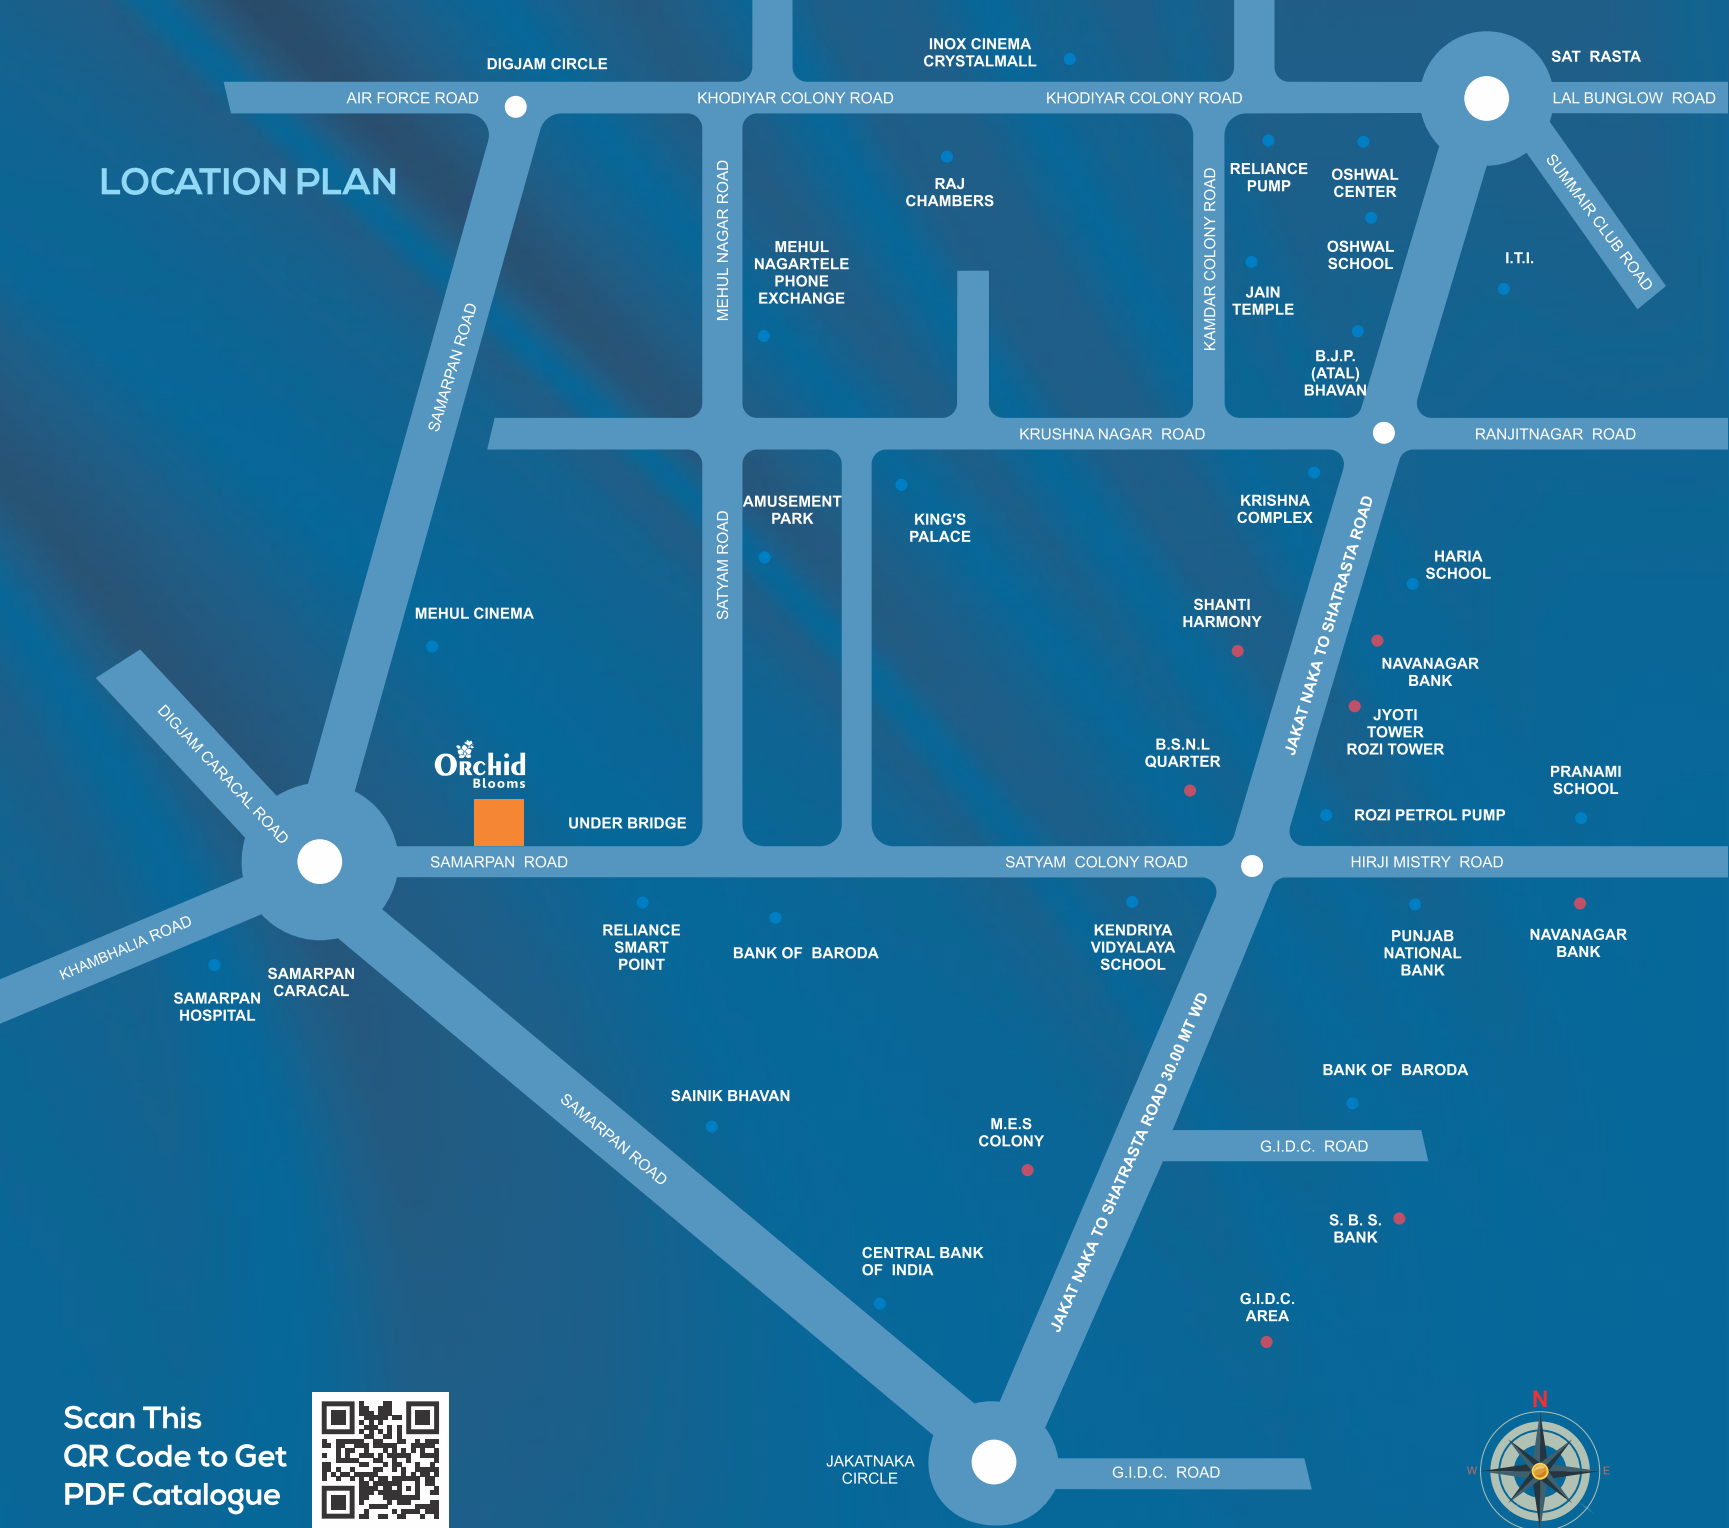 INOX CINEMA
CRYSTALMALL
SAT RASTA
DIGJAM CIRCLE
AIR FORCE ROAD
KHODIYAR COLONY ROAD
KHODIYAR COLONY ROAD
LAL BUNGLOW ROAD
LOCATION PLAN
SUMMAIR CLUB ROAD
RELIANCE
PUMP
OSHWAL
CENTER
RAJ
CHAMBERS
MEHUL NAGAR ROAD
KAMDAR COLONY ROAD
MEHUL
NAGARTELE
PHONE
EXCHANGE
OSHWAL
SCHOOL
I.T.I.
JAIN
TEMPLE
SAMARPAN ROAD
B.J.P.
(ATAL)
BHAVAN
KRUSHNA NAGAR ROAD
RANJITNAGAR ROAD
AMUSEMENT
PARK
KING'S
PALACE
KRISHNA
COMPLEX
SATYAM ROAD
JAKAT NAKA TO SHATRASTA ROAD
HARIA
SCHOOL
MEHUL CINEMA
SHANTI
HARMONY
NAVANAGAR
BANK
DIGJAM CARACAL ROAD
JYOTI
TOWER
ROZI TOWER
Orchid
Blooms
B.S.N.L
QUARTER
PRANAMI
SCHOOL
UNDER BRIDGE
ROZI PETROL PUMP
SAMARPAN ROAD
SATYAM COLONY ROAD
HIRJI MISTRY ROAD
KHAMBHALIA ROAD
RELIANCE
SMART
POINT
BANK OF BARODA
KENDRIYA
VIDYALAYA
SCHOOL
PUNJAB
NATIONAL
BANK
NAVANAGAR
BANK
SAMARPAN
CARACAL
SAMARPAN
HOSPITAL
JAKAT NAKA TO SHATRASTA ROAD 30.00 MT WD
BANK OF BARODA
SAINIK BHAVAN
SAMARPAN ROAD
M.E.S
COLONY
G.I.D.C. ROAD
S. B. S.
BANK
CENTRAL BANK
OF INDIA
G.I.D.C.
AREA
Scan This
QR Code to Get
PDF Catalogue
JAKATNAKA
CIRCLE
G.I.D.C. ROAD
N
W
E